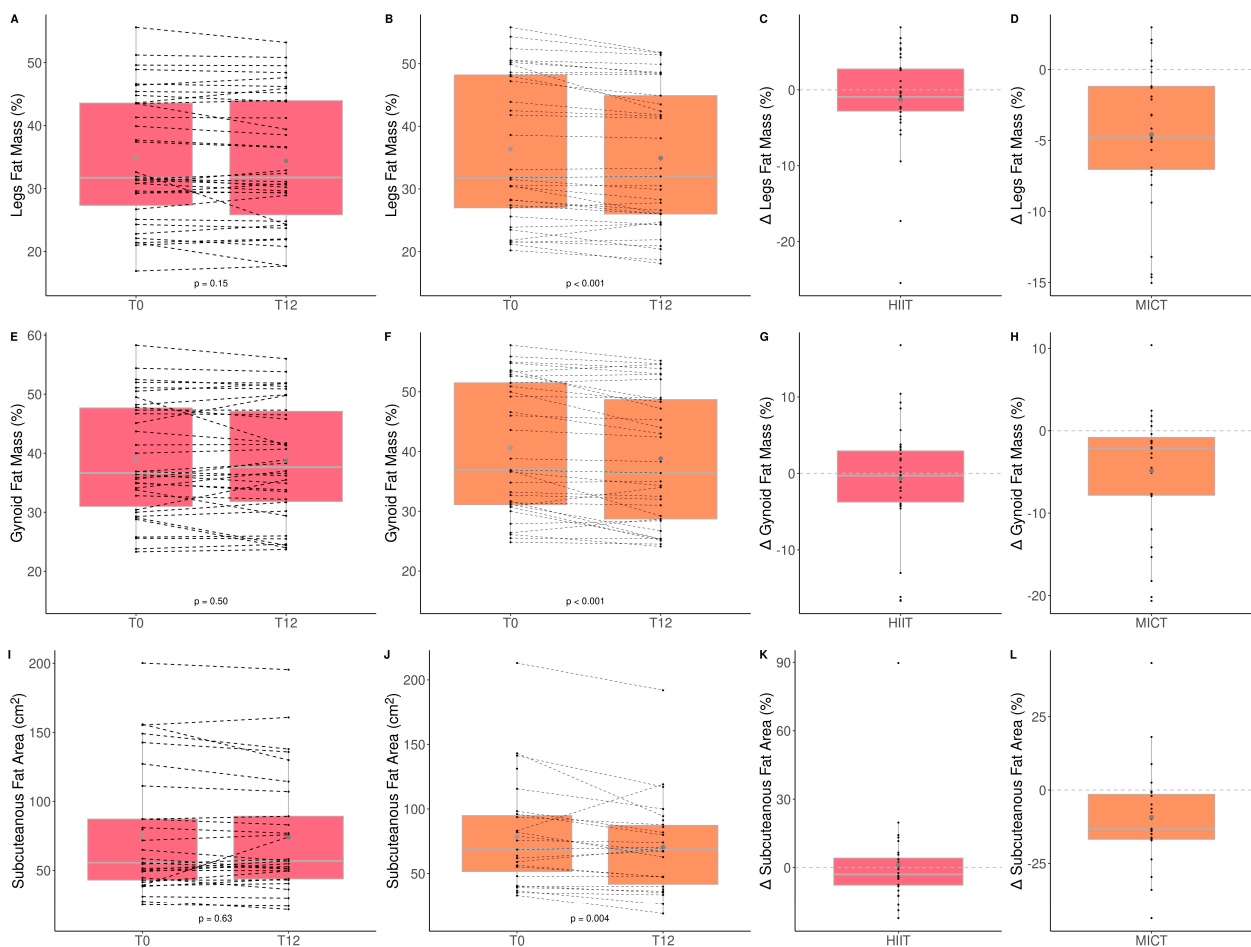 A
B
C
D
Legs Fat Mass (%)
50
40
30
20
p = 0.15
T0
T12
Legs Fat Mass (%)
50
40
30
20
p < 0.001
T0
T12
Δ Legs Fat Mass (%)
0
-10
-20
HIIT
Δ Legs Fat Mass (%)
0
-5
-10
-15
MICT
E
F
G
H
Gynoid Fat Mass (%)
60
50
40
30
20
p = 0.50
T0
T12
Gynoid Fat Mass (%)
50
40
30
20
p < 0.001
T0
T12
Δ Gynoid Fat Mass (%)
10
0
-10
HIIT
Δ Gynoid Fat Mass (%)
10
0
-10
-20
MICT
I
J
K
L
Subcuteanous Fat Area (cm2)
200
150
100
50
p = 0.63
T0
T12
Subcuteanous Fat Area (cm2)
200
150
100
50
p = 0.004
T0
T12
Δ Subcuteanous Fat Area (%)
90
60
30
0
HIIT
Δ Subcuteanous Fat Area (%)
25
0
-25
MICT